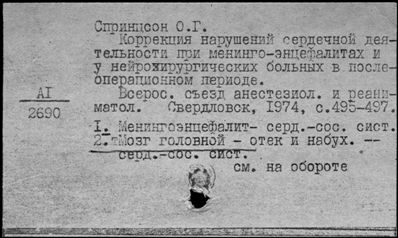 Спринцсон О.Г.
Коррекция нарушений сердечной дея-
тельности при менинго-энцефалитах и
у нейрохирургических больных в после-
операционном периоде.
АI
2690
Всерос. съезд анестезиол. и реани-
матол. Свердловск, 1974, с.495-497.
1. Менингоэнцефалит- серд.-сос. сист.
2. Мозг головной - отек и набух. --
серд.-сос. сист.
см. на обороте